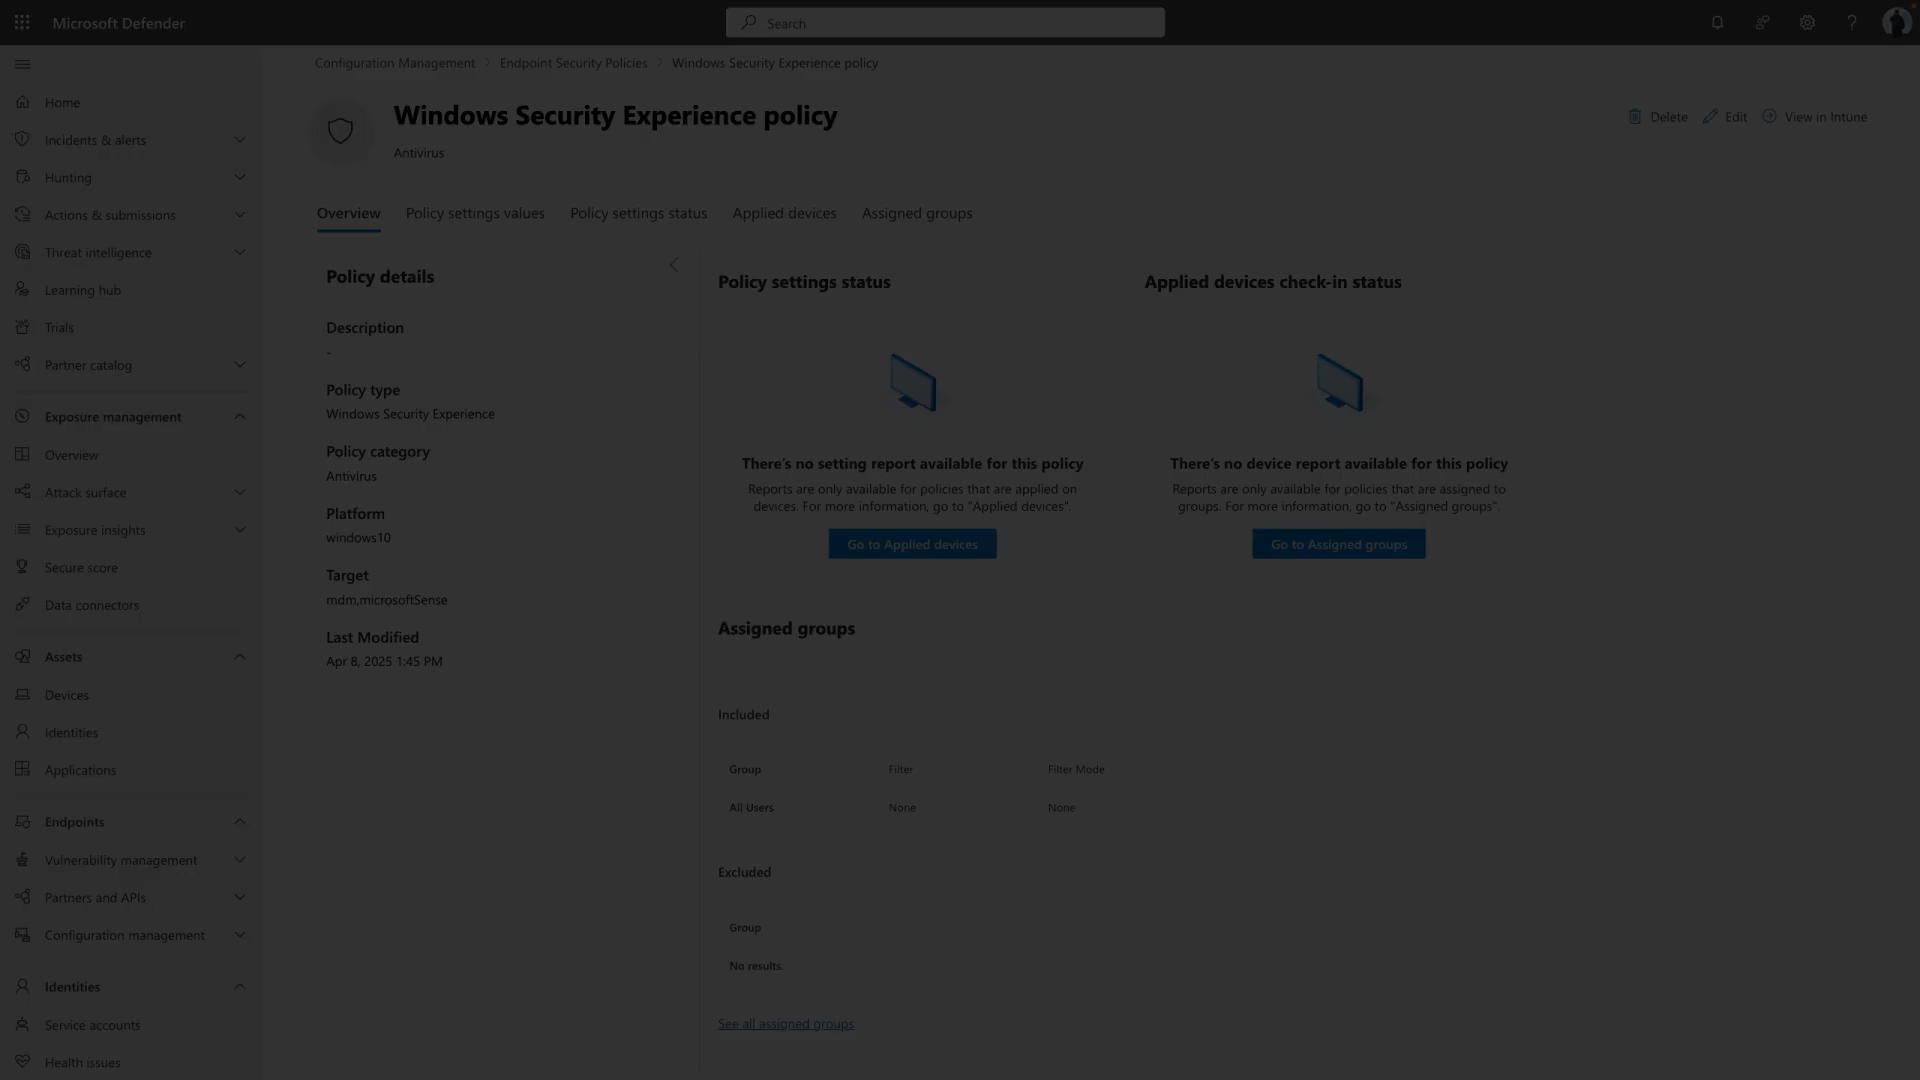 Microsoft Defender
Search
Configuration Management > Endpoint Security Policies > Windows Security Experience policy
Home
Incidents & alerts
Hunting
Actions & submissions
Threat intelligence
Learning hub
Trials
Partner catalog
Exposure management
Overview
Attack surface
Exposure insights
Secure score
Data connectors
Assets
Devices
Identities
Applications
Endpoints
Vulnerability management
Partners and APIs
Configuration management
Identities
Service accounts
Health issues
Windows Security Experience policy
Antivirus
Delete
Edit
View in Intune
Overview
Policy settings values
Policy settings status
Applied devices
Assigned groups
Policy details
Description
-
Policy type
Windows Security Experience
Policy category
Antivirus
Platform
windows10
Target
mdm,microsoftSense
Last Modified
Apr 8, 2025 1:45 PM
Policy settings status
There's no setting report available for this policy
Reports are only available for policies that are applied on
devices. For more information, go to "Applied devices".
Go to Applied devices
Applied devices check-in status
There's no device report available for this policy
Reports are only available for policies that are assigned to
groups. For more information, go to "Assigned groups".
Go to Assigned groups
Assigned groups
Included
Group Filter Filter Mode
All Users None None
Excluded
Group
No results.
See all assigned groups